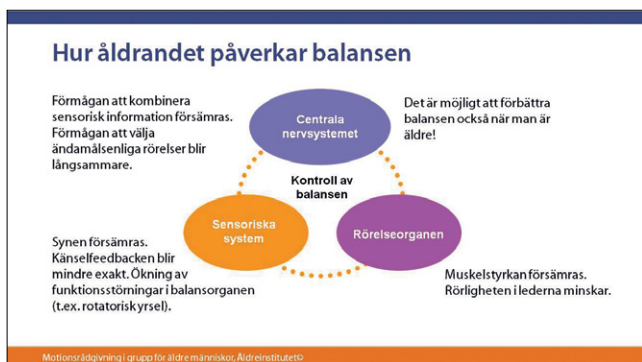 Hur åldrandet påverkar balansen
Förmågan att kombinera
sensorisk information försämras.
Förmågan att välja
ändamålsenliga rörelser blir
långsammare.
Centrala
nervsystemet
Det är möjligt att förbättra
balansen också när man är
äldre!
Kontroll av
balansen
Sensoriska
system
Rörelseorganen
Synen försämras.
Känselfeedbacken blir
mindre exakt. Ökning av
funktionsstörningar i balansorganen
(t.ex. rotatorisk yrsel).
Muskelstyrkan försämras.
Rörligheten i lederna minskar.
Motionsrådgivning i grupp för äldre människor, Äldreinstitutet©